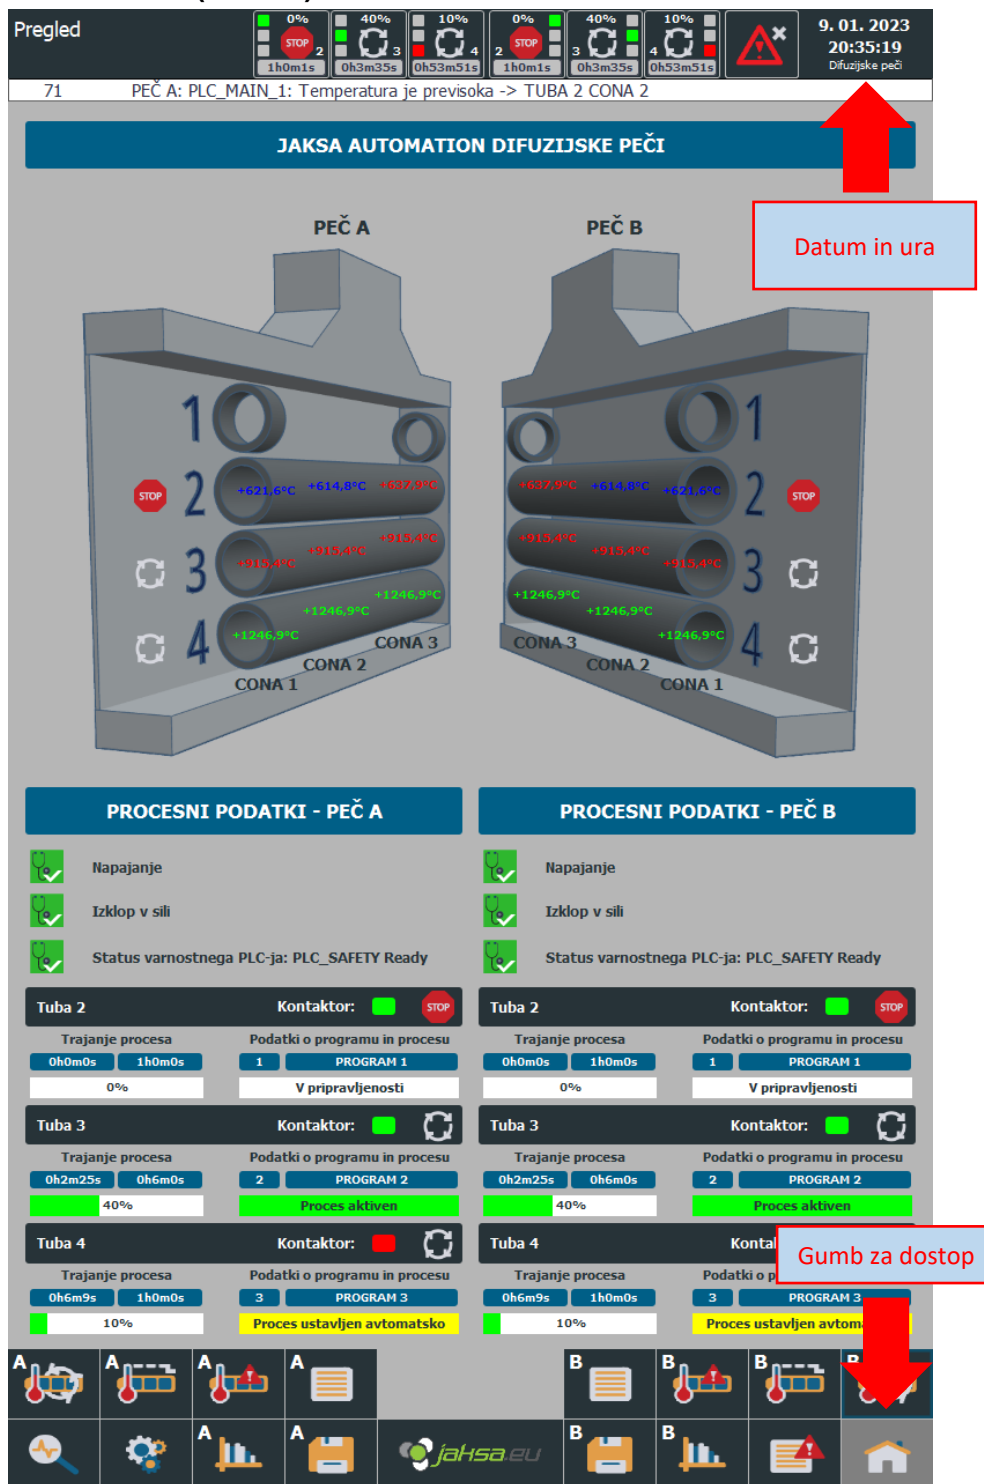 Pregled
0% 40% 10% 0% 40% 10%
STOP 2 3 4 2 STOP 3 4
1h0m1s 0h3m35s 0h53m51s 1h0m1s 0h3m35s 0h53m51s
9. 01. 2023
20:35:19
Difuzijske peči
71 PEČ A: PLC_MAIN_1: Temperatura je previsoka -> TUBA 2 CONA 2
JAKSA AUTOMATION DIFUZIJSKE PEČI
Datum in ura
PEČ A PEČ B
1 1
STOP 2 +621,6°C +614,8°C +637,9°C +637,9°C +614,8°C +621,6°C 2 STOP
3 +915,4°C +915,4°C +915,4°C +915,4°C +915,4°C +915,4°C 3
4 +1246,9°C +1246,9°C +1246,9°C +1246,9°C +1246,9°C +1246,9°C 4
CONA 3 CONA 3
CONA 2 CONA 2
CONA 1 CONA 1
PROCESNI PODATKI - PEČ A PROCESNI PODATKI - PEČ B
Napajanje Napajanje
Izklop v sili Izklop v sili
Status varnostnega PLC-ja: PLC_SAFETY Ready Status varnostnega PLC-ja: PLC_SAFETY Ready
Tuba 2 Kontaktor: STOP Tuba 2 Kontaktor: STOP
Trajanje procesa Podatki o programu in procesu Trajanje procesa Podatki o programu in procesu
0h0m0s 1h0m0s 1 PROGRAM 1 0h0m0s 1h0m0s 1 PROGRAM 1
0% V pripravljenosti 0% V pripravljenosti
Tuba 3 Kontaktor: Tuba 3 Kontaktor:
Trajanje procesa Podatki o programu in procesu Trajanje procesa Podatki o programu in procesu
0h2m25s 0h6m0s 2 PROGRAM 2 0h2m25s 0h6m0s 2 PROGRAM 2
40% Proces aktiven 40% Proces aktiven
Tuba 4 Kontaktor: Tuba 4
Gumb za dostop
Trajanje procesa Podatki o programu in procesu Trajanje procesa Podatki o
0h6m9s 1h0m0s 3 PROGRAM 3 0h6m9s 1h0m0s 3 PROGRAM 3
10% Proces ustavljen avtomatsko 10% Proces ustavljen
A A A A B B B B
A A jaksa.eu B B